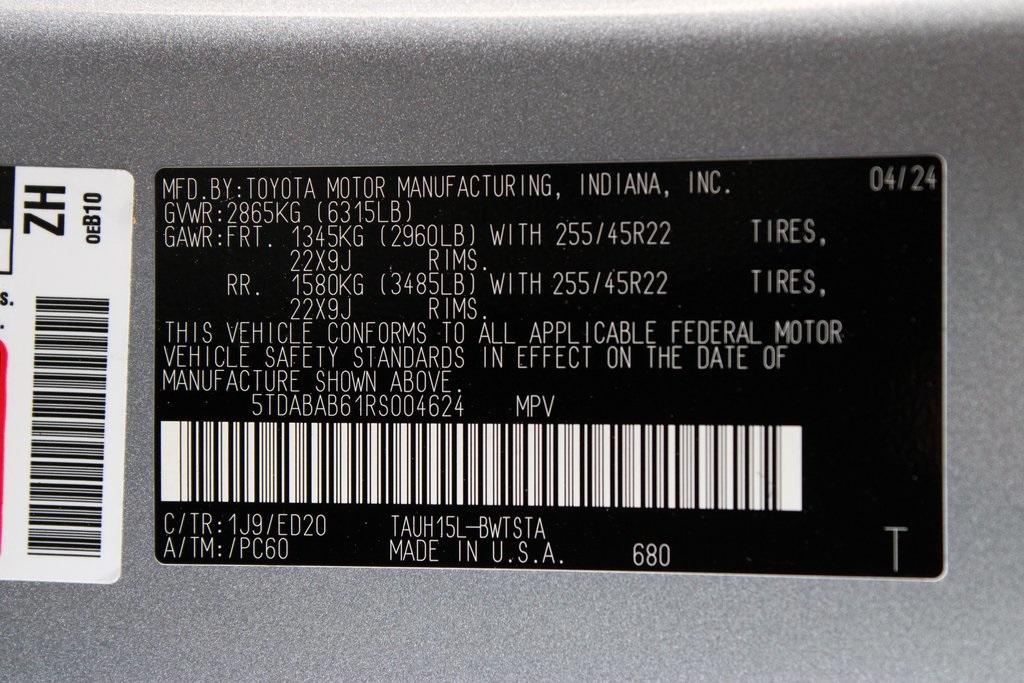 ZH
0EB10
s.
MFD.BY:TOYOTA MOTOR MANUFACTURING, INDIANA, INC. 04/24
GVWR:2865KG (6315LB)
GAWR:FRT. 1345KG (2960LB) WITH 255/45R22 TIRES,
22X9J RIMS.
RR. 1580KG (3485LB) WITH 255/45R22 TIRES,
22X9J RIMS.
THIS VEHICLE CONFORMS TO ALL APPLICABLE FEDERAL MOTOR
VEHICLE SAFETY STANDARDS IN EFFECT ON THE DATE OF
MANUFACTURE SHOWN ABOVE.
5TDABAB61RS004624 MPV
C/TR:1J9/ED20 TAUH15L-BWTSTA
A/TM:/PC60 MADE IN U.S.A. 680 T